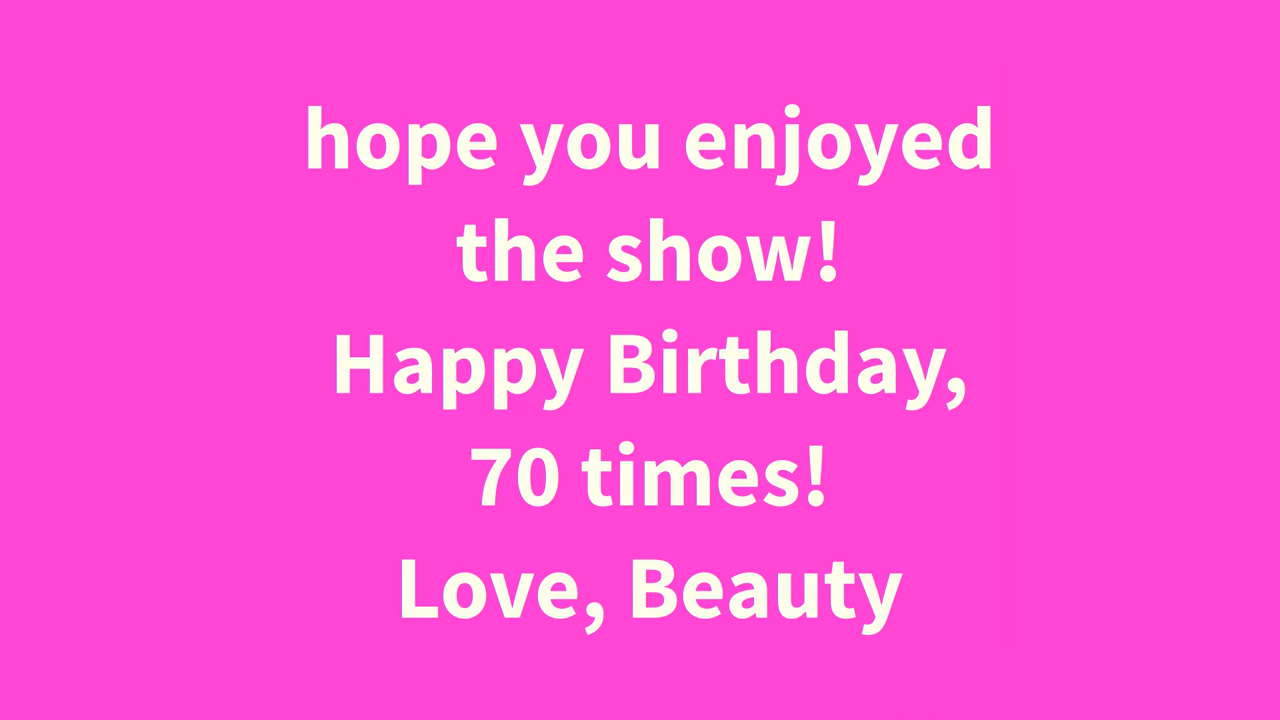 hope you enjoyed
the show!
Happy Birthday,
70 times!
Love, Beauty